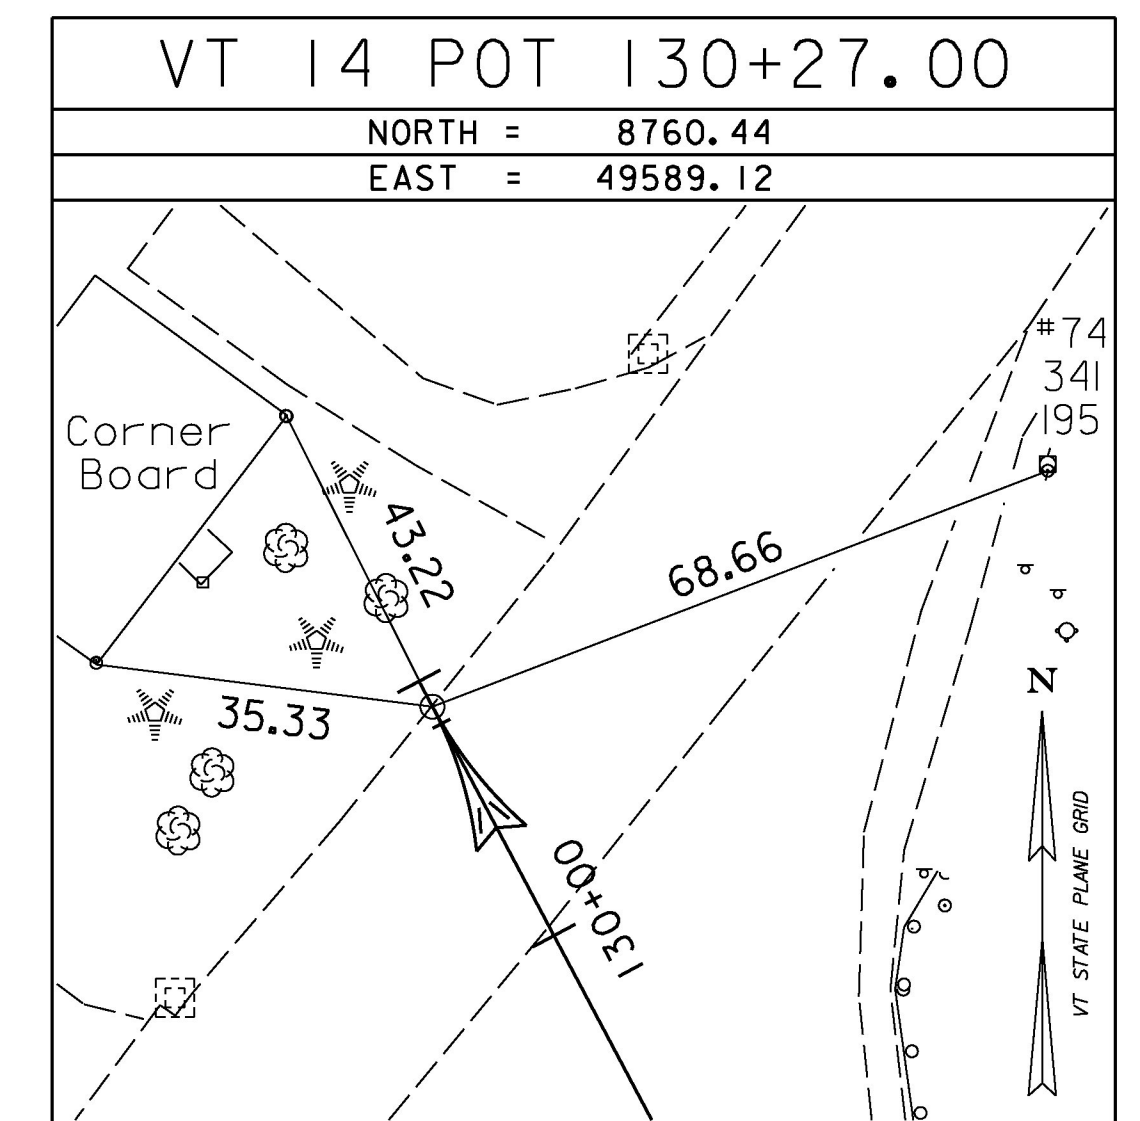 VT 14 POT 130+27.00
NORTH = 8760.44
EAST = 49589.12
#74
341
195
Corner
Board
43.22
68.66
35.33
N
130+00
VT STATE PLANE GRID